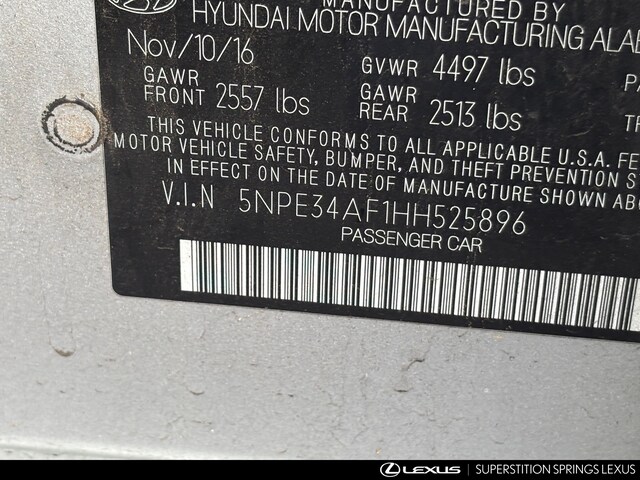 MANUFACTURED BY
HYUNDAI MOTOR MANUFACTURING
Nov/10/16
GVWR 4497 lbs
GAWR FRONT 2557 lbs
GAWR REAR 2513 lbs
THIS VEHICLE CONFORMS TO ALL APPLICABLE U.S.A.
MOTOR VEHICLE SAFETY, BUMPER, AND THEFT PREVENTION
IN EFFECT ON THE DATE OF MANUFACTURE SHOWN
V.I.N 5NPE34AF1HH525896
PASSENGER CAR
LEXUS | SUPERSTITION SPRINGS LEXUS